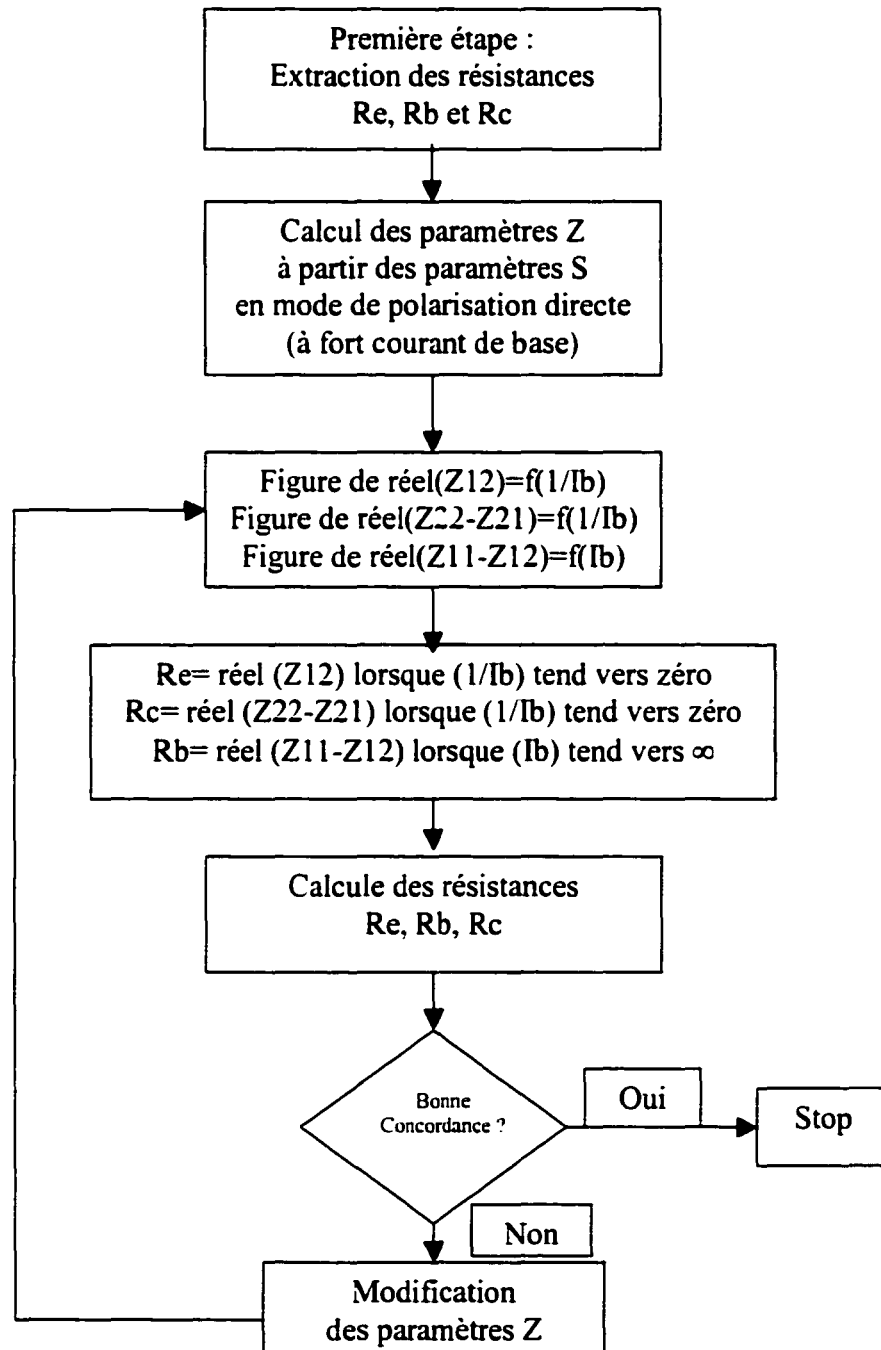 Première étape :
Extraction des résistances
Re, Rb et Rc
Calcul des paramètres Z
à partir des paramètres S
en mode de polarisation directe
(à fort courant de base)
Figure de réel(Z12)=f(1/Ib)
Figure de réel(Z22-Z21)=f(1/Ib)
Figure de réel(Z11-Z12)=f(Ib)
Re= réel (Z12) lorsque (1/Ib) tend vers zéro
Rc= réel (Z22-Z21) lorsque (1/Ib) tend vers zéro
Rb= réel (Z11-Z12) lorsque (Ib) tend vers ∞
Calcule des résistances
Re, Rb, Rc
Bonne
Concordance ?
Oui
Stop
Non
Modification
des paramètres Z